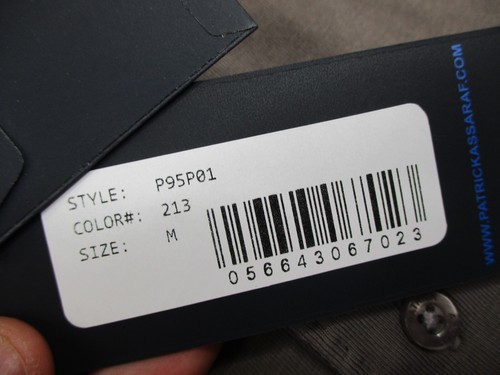 STYLE: P95P01
COLOR#: 213
SIZE: M
056643067023
WWW.PATRICKASSARAF.COM